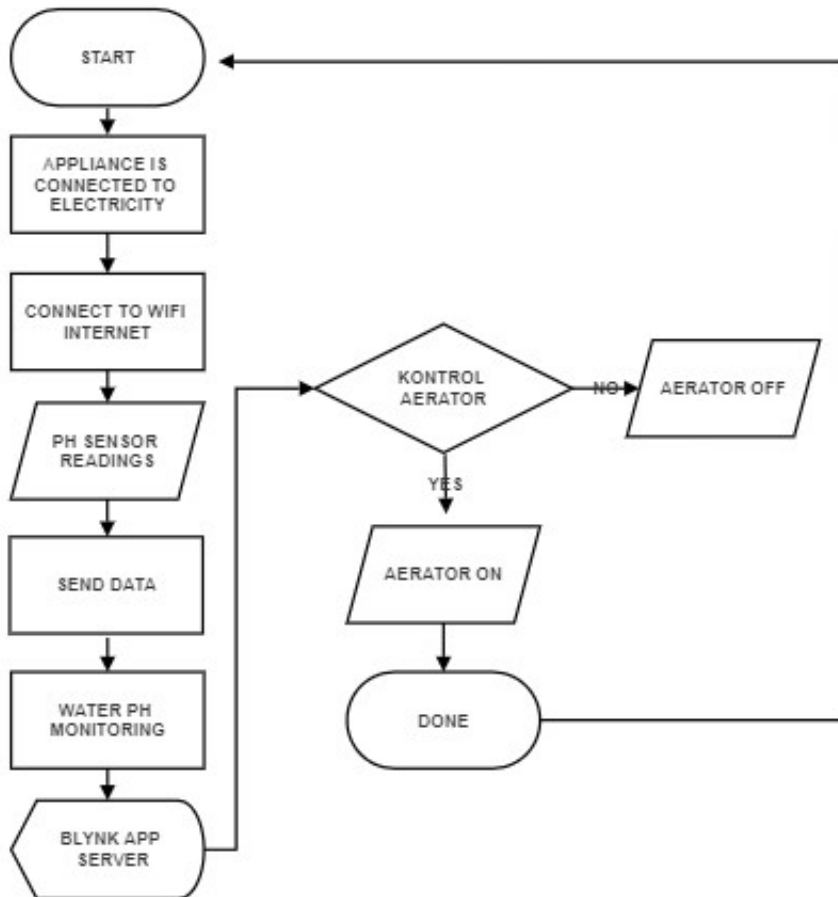 START
APPLIANCE IS
CONNECTED TO
ELECTRICITY
CONNECT TO WIFI
INTERNET
PH SENSOR
READINGS
SEND DATA
WATER PH
MONITORING
BLYNK APP
SERVER
KONTROL
AERATOR
NO
AERATOR OFF
YES
AERATOR ON
DONE